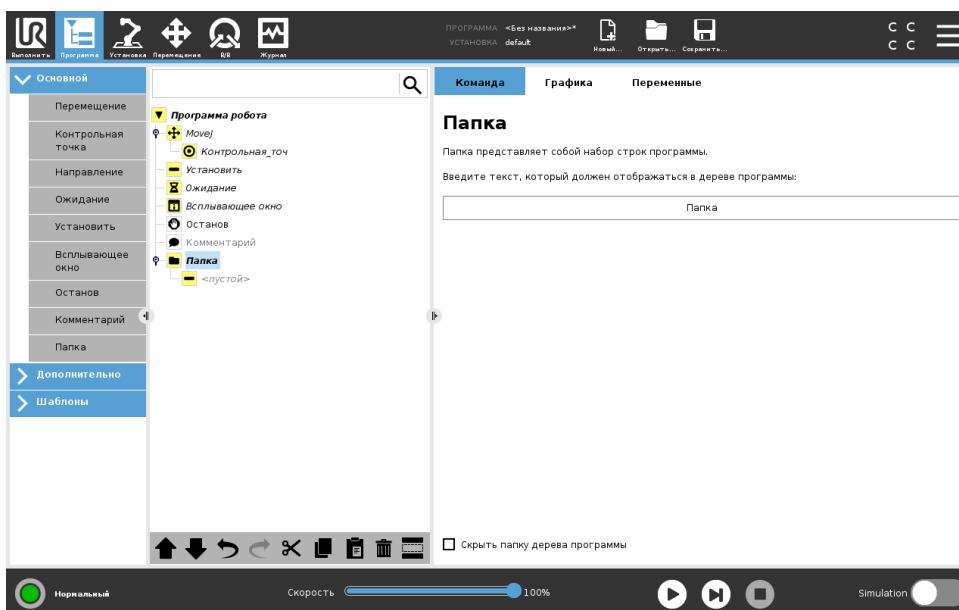 UR
ПРОГРАММА <Без названия>*
УСТАНОВКА default
Выполнить
Программа
Установка
Перемещение
В/В
Журнал
Новый...
Открыть...
Сохранить...
C C
C C
Основной
Перемещение
Контрольная
точка
Направление
Ожидание
Установить
Всплывающее
окно
Останов
Комментарий
Папка
Дополнительно
Шаблоны
Программа робота
MoveJ
Контрольная_точ
Установить
Ожидание
Всплывающее окно
Останов
Комментарий
Папка
<пустой>
Команда
Графика
Переменные
Папка
Папка представляет собой набор строк программы.
Введите текст, который должен отображаться в дереве программы:
Папка
Скрыть папку дерева программы
Нормальный
Скорость
100%
Simulation